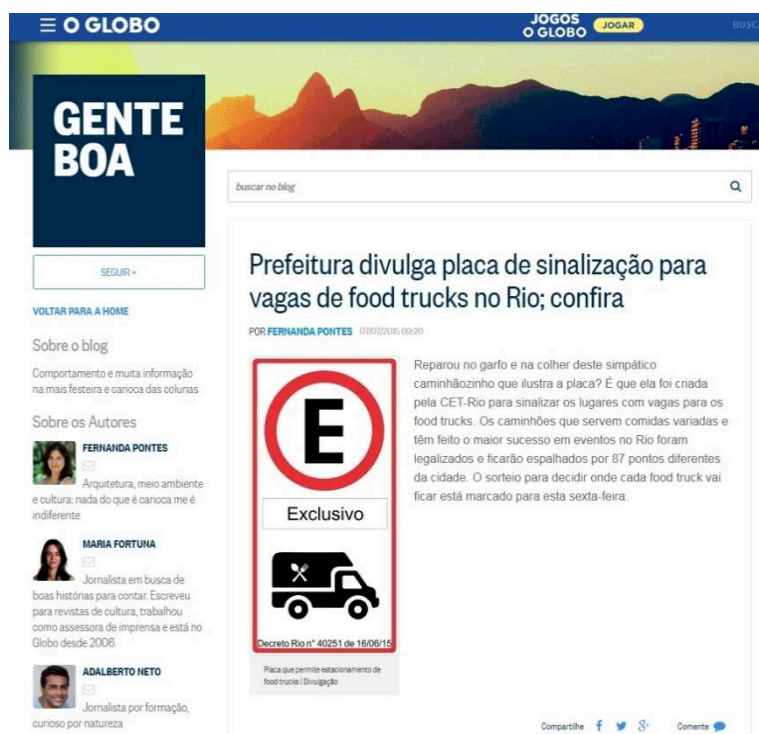 ☰ O GLOBO
JOGOS
O GLOBO
JOGAR
BUSC
GENTE
BOA
buscar no blog
SEGUIR +
VOLTAR PARA A HOME
Sobre o blog
Comportamento e muita informação
na mais festeira e carioca das colunas
Sobre os Autores
FERNANDA PONTES
Arquitetura, meio ambiente
e cultura: nada do que é carioca me é
indiferente
MARIA FORTUNA
Jornalista em busca de
boas histórias para contar. Escreveu
para revistas de cultura, trabalhou
como assessora de imprensa e está no
Globo desde 2006.
ADALBERTO NETO
Jornalista por formação,
curioso por natureza
Prefeitura divulga placa de sinalização para
vagas de food trucks no Rio; confira
POR FERNANDA PONTES 07/07/2015 09:20
E
Exclusivo
Decreto Rio n° 40251 de 16/06/15
Placa que permite estacionamento de
food trucks | Divulgação
Reparou no garfo e na colher deste simpático
caminhãozinho que ilustra a placa? É que ela foi criada
pela CET-Rio para sinalizar os lugares com vagas para os
food trucks. Os caminhões que servem comidas variadas e
têm feito o maior sucesso em eventos no Rio foram
legalizados e ficarão espalhados por 87 pontos diferentes
da cidade. O sorteio para decidir onde cada food truck vai
ficar está marcado para esta sexta-feira.
Compartilhe
Comente